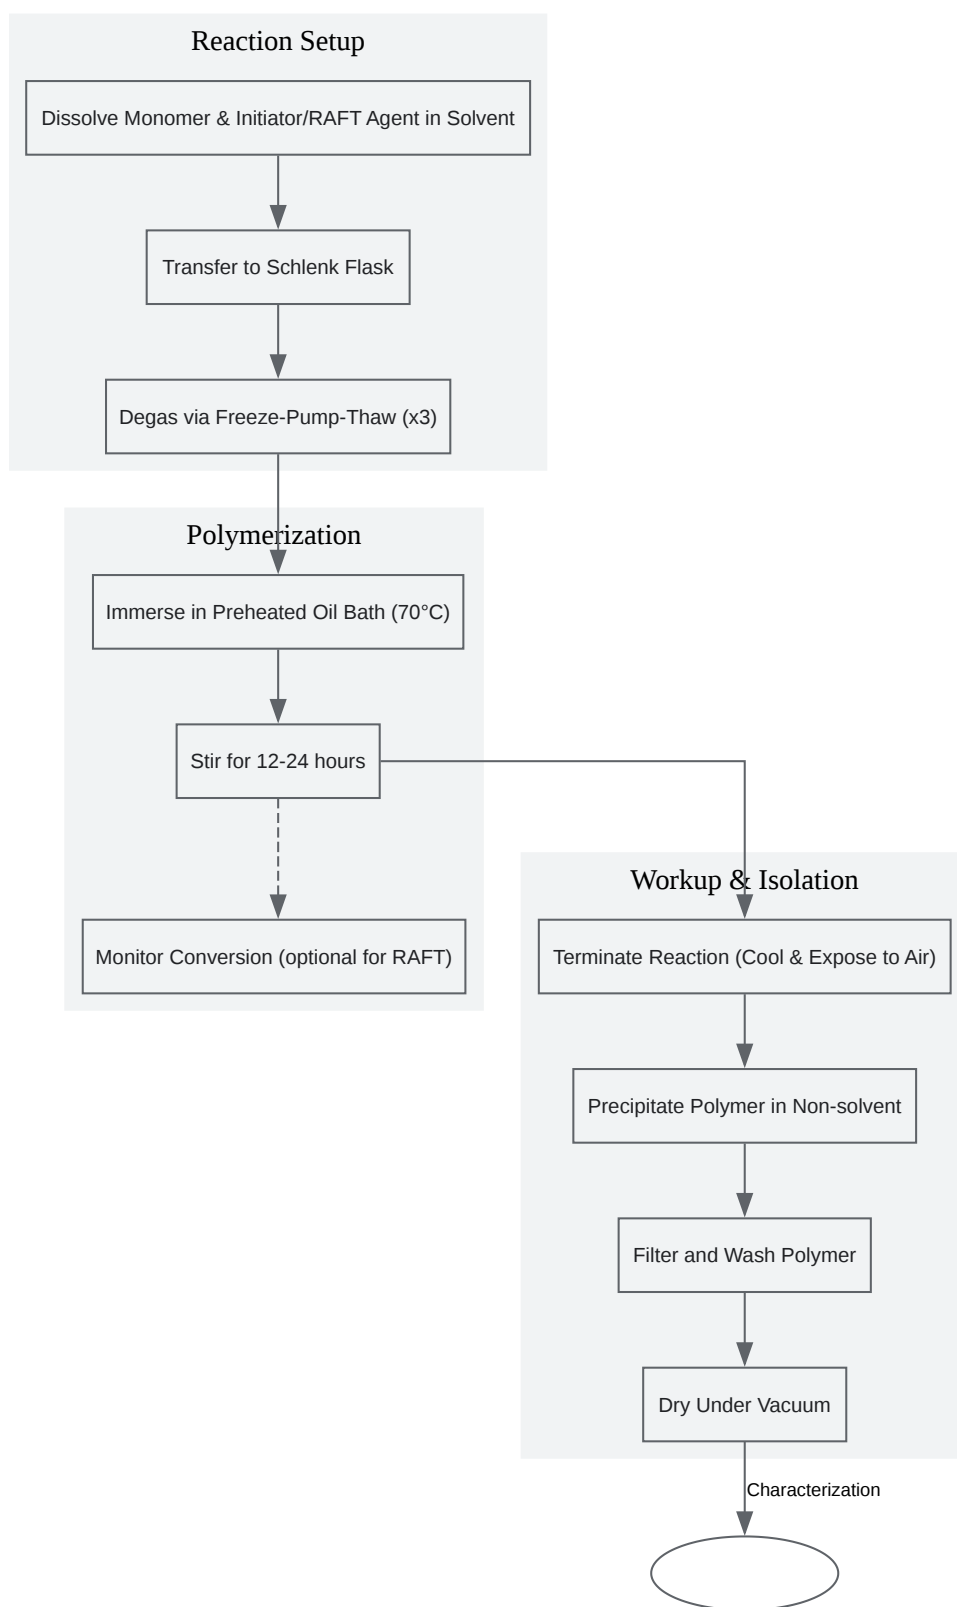 Reaction Setup
Dissolve Monomer & Initiator/RAFT Agent in Solvent
Transfer to Schlenk Flask
Degas via Freeze-Pump-Thaw (x3)
Polymerization
Immerse in Preheated Oil Bath (70°C)
Stir for 12-24 hours
Monitor Conversion (optional for RAFT)
Workup & Isolation
Terminate Reaction (Cool & Expose to Air)
Precipitate Polymer in Non-solvent
Filter and Wash Polymer
Dry Under Vacuum
Characterization